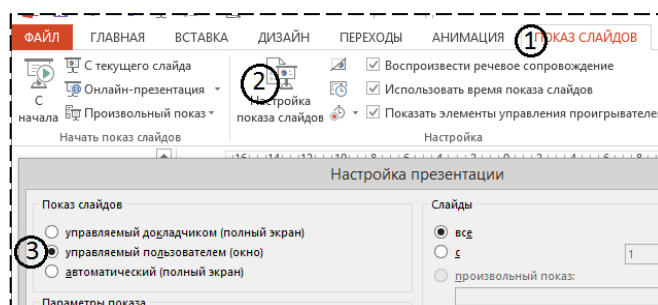 ФАЙЛ ГЛАВНАЯ ВСТАВКА ДИЗАЙН ПЕРЕХОДЫ АНИМАЦИЯ 1 ПОКАЗ СЛАЙДОВ
С начала
С текущего слайда
Онлайн-презентация
Произвольный показ
Начать показ слайдов
2
Настройка
показа слайдов
Воспроизвести речевое сопровождение
Использовать время показа слайдов
Показать элементы управления проигрывател
Настройка
Настройка презентации
Показ слайдов
управляемый докладчиком (полный экран)
3 управляемый пользователем (окно)
автоматический (полный экран)
Параметры показа
Слайды
все
с 1
произвольный показ: